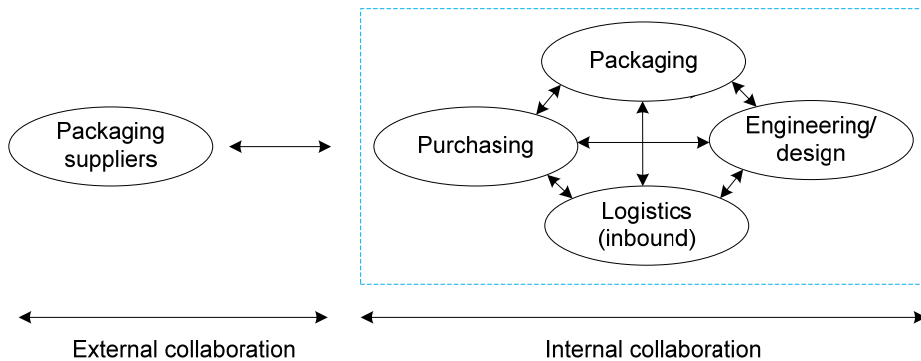 Packaging
Packaging
suppliers
Purchasing
Engineering/
design
Logistics
(inbound)
External collaboration
Internal collaboration